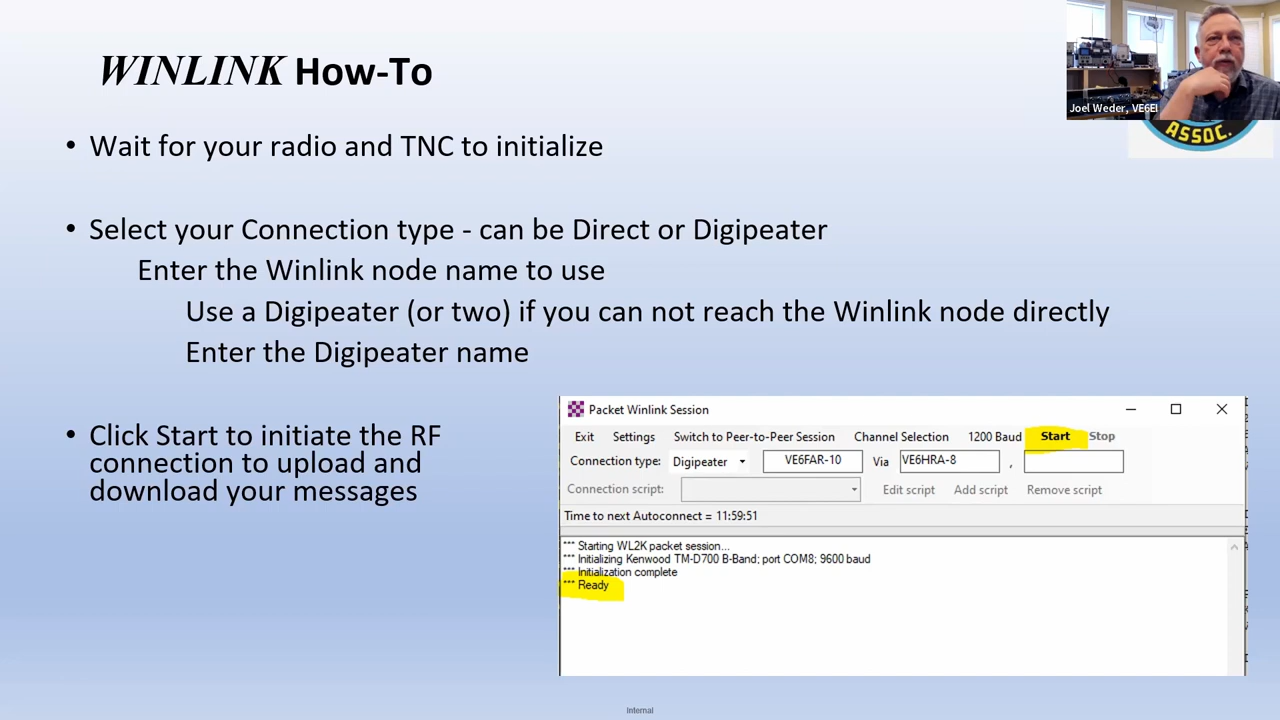 WINLINK How-To
Joel Weder, VE6EI
ASSOC.
• Wait for your radio and TNC to initialize
• Select your Connection type - can be Direct or Digipeater
Enter the Winlink node name to use
Use a Digipeater (or two) if you can not reach the Winlink node directly
Enter the Digipeater name
• Click Start to initiate the RF
connection to upload and
download your messages
Packet Winlink Session
Exit Settings Switch to Peer-to-Peer Session Channel Selection 1200 Baud Start Stop
Connection type: Digipeater VE6FAR-10 Via VE6HRA-8 ,
Connection script: Edit script Add script Remove script
Time to next Autoconnect = 11:59:51
*** Starting WL2K packet session...
*** Initializing Kenwood TM-D700 B-Band; port COM8; 9600 baud
*** Initialization complete
*** Ready
Internal